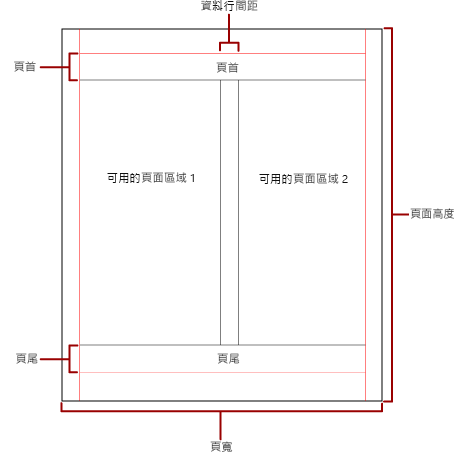 資料行間距
頁首
頁首
可用的頁面區域 1
可用的頁面區域 2
頁面高度
頁尾
頁尾
頁寬